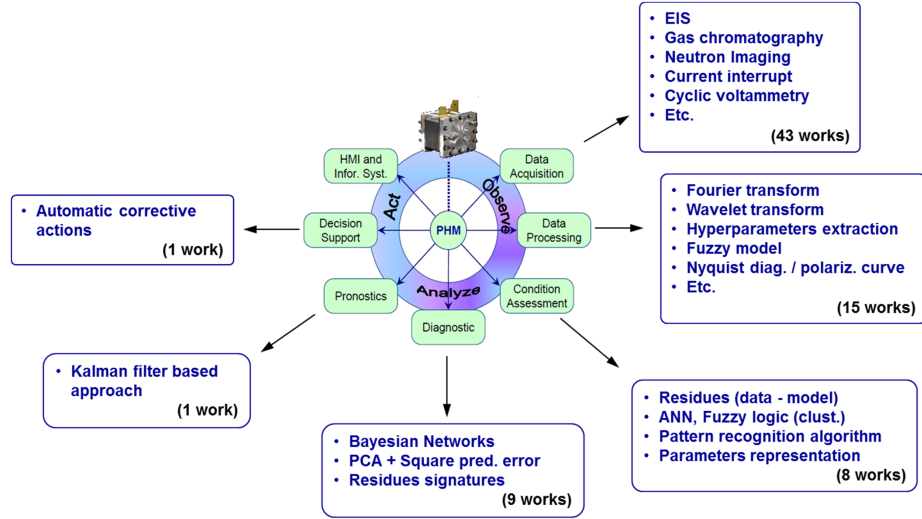 • EIS
• Gas chromatography
• Neutron Imaging
• Current interrupt
• Cyclic voltammetry
• Etc.
(43 works)
HMI and
Infor. Syst.
Data
Acquisition
Act
Observe
Analyze
PHM
Decision
Support
Data
Processing
Pronostics
Condition
Assessment
Diagnostic
• Automatic corrective
actions
(1 work)
• Fourier transform
• Wavelet transform
• Hyperparameters extraction
• Fuzzy model
• Nyquist diag. / polariz. curve
• Etc.
(15 works)
• Kalman filter based
approach
(1 work)
• Bayesian Networks
• PCA + Square pred. error
• Residues signatures
(9 works)
• Residues (data - model)
• ANN, Fuzzy logic (clust.)
• Pattern recognition algorithm
• Parameters representation
(8 works)